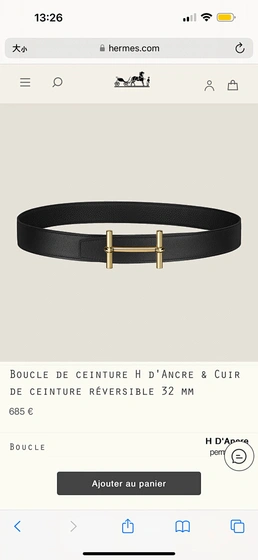 13:26
大小 hermes.com
Boucle de ceinture H d'Ancre & Cuir
de ceinture réversible 32 mm
685 €
Boucle
H D'Ancre
Ajouter au panier